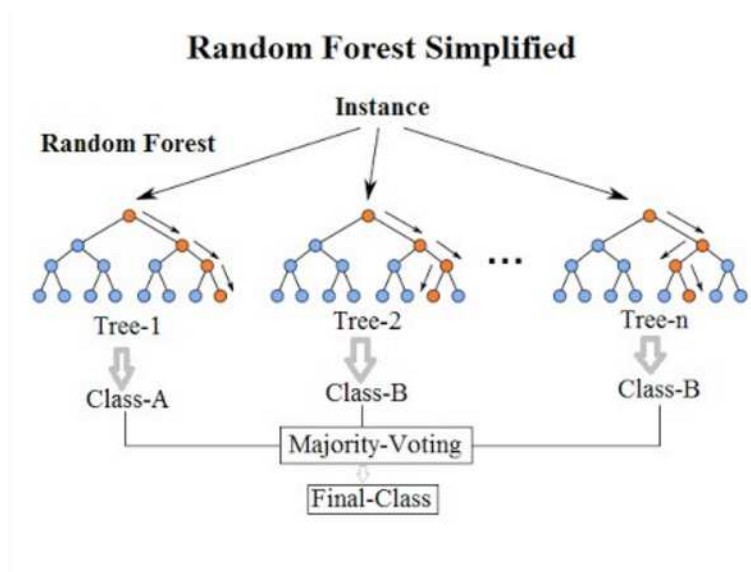 Random Forest Simplified
Instance
Random Forest
...
Tree-1
Tree-2
Tree-n
Class-A
Class-B
Class-B
Majority-Voting
Final-Class